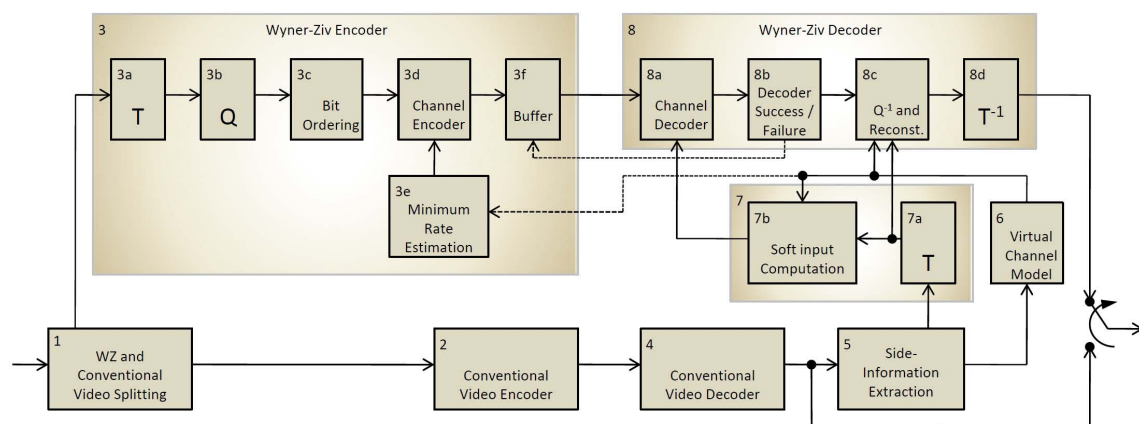 3
Wyner-Ziv Encoder
3a
T
3b
Q
3c
Bit
Ordering
3d
Channel
Encoder
3f
Buffer
3e
Minimum
Rate
Estimation
8
Wyner-Ziv Decoder
8a
Channel
Decoder
8b
Decoder
Success /
Failure
8c
Q⁻¹ and
Reconst.
8d
T⁻¹
7
7b
Soft input
Computation
7a
T
6
Virtual
Channel
Model
1
WZ and
Conventional
Video Splitting
2
Conventional
Video Encoder
4
Conventional
Video Decoder
5
Side-
Information
Extraction